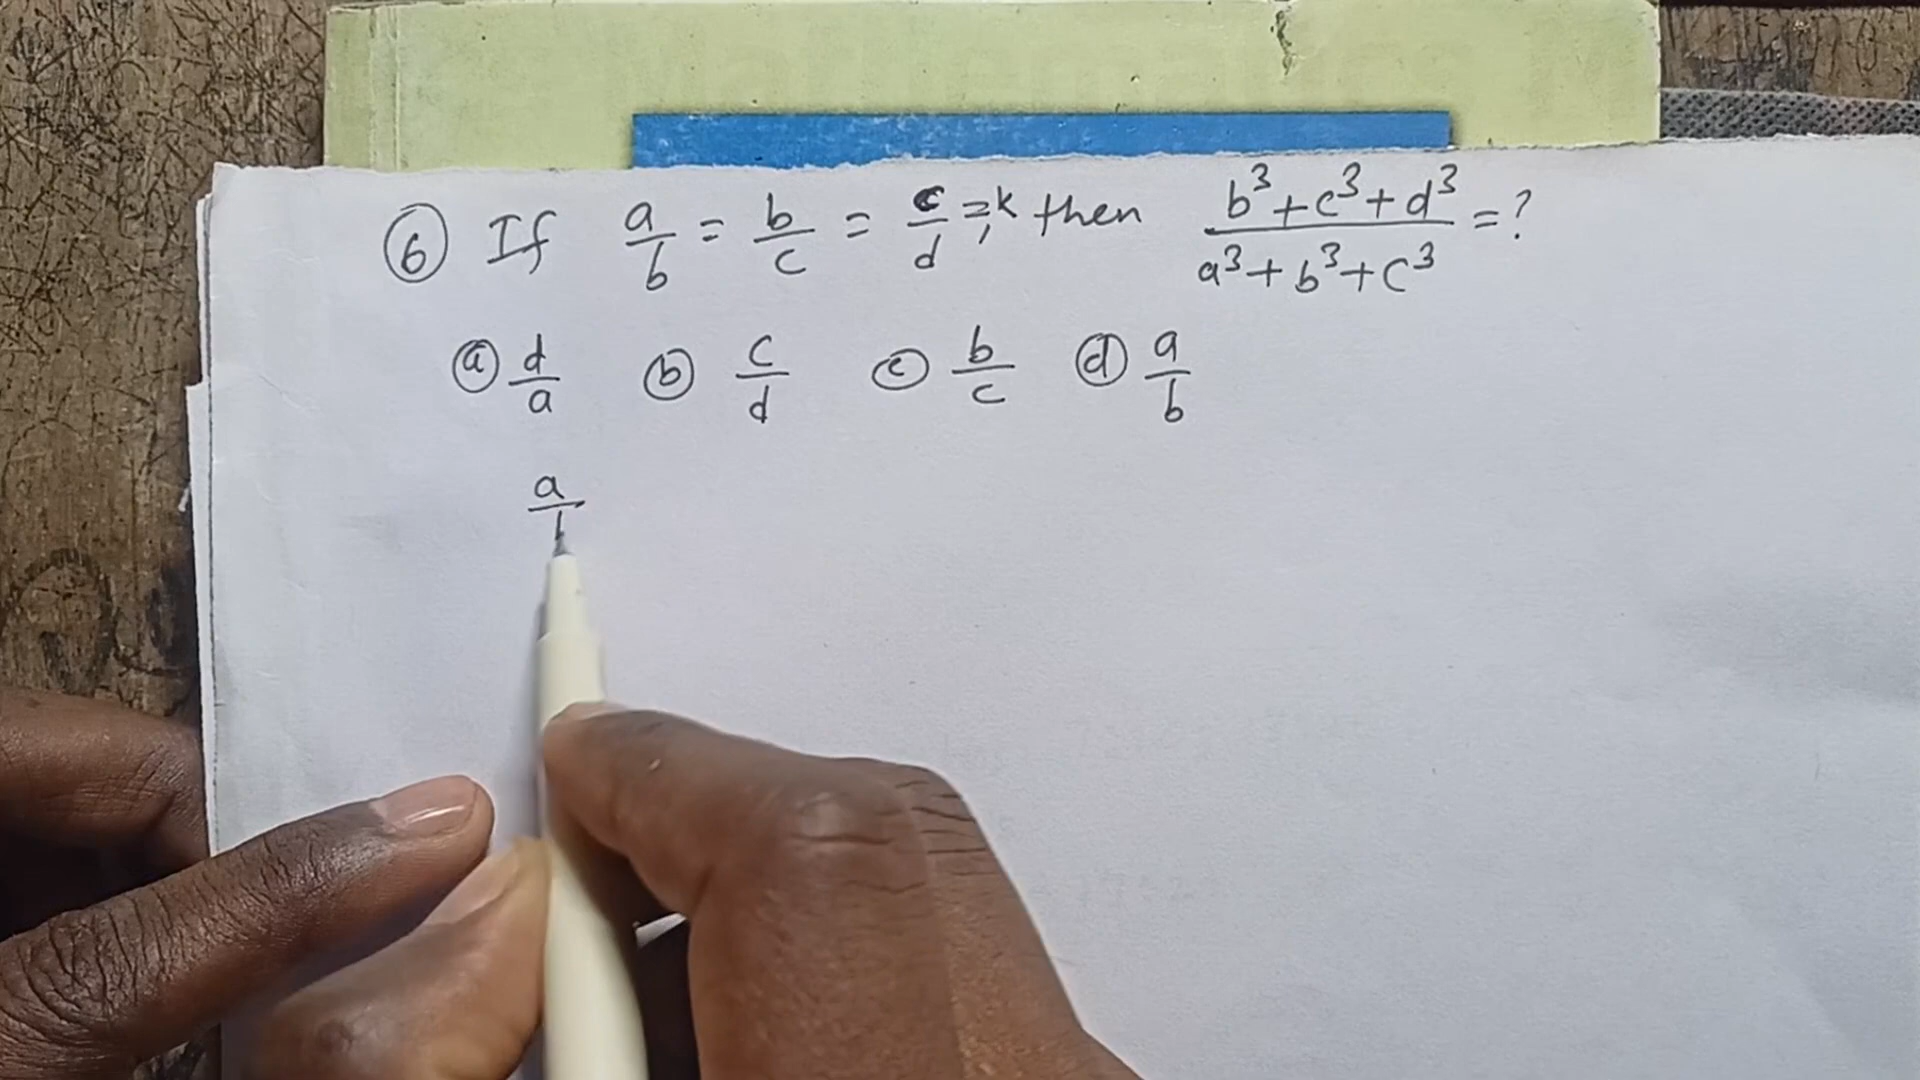 ⑥ If a/b = b/c = c/d = k, then (b³+c³+d³)/(a³+b³+c³) = ?
ⓐ d/a ⓑ c/d ⓒ b/c ⓓ a/b
a/b